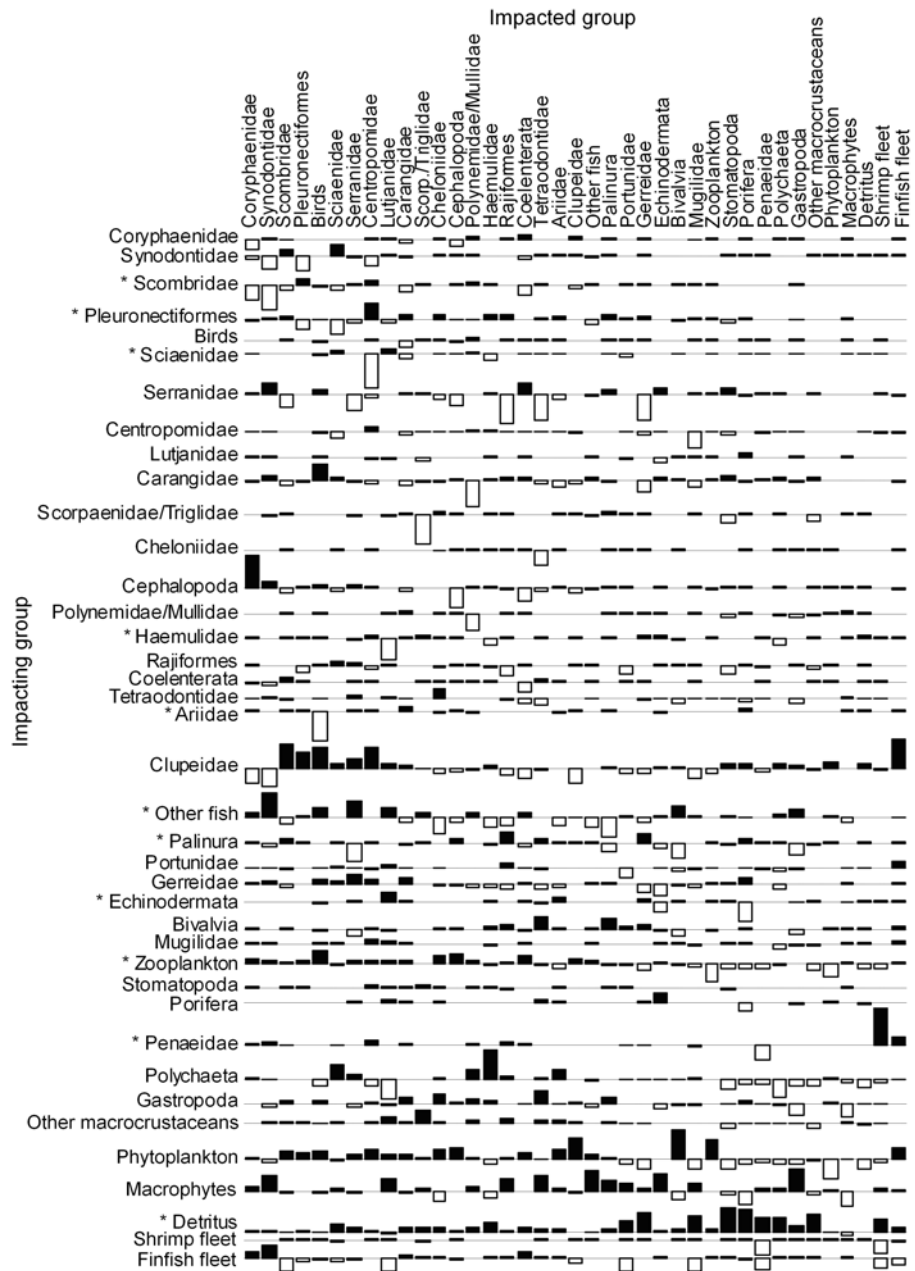 Impacted group
Coryphaenidae
Synodontidae
Scombridae
Pleuronectiformes
Birds
Sciaenidae
Serranidae
Centropomidae
Lutjanidae
Carangidae
Scorp./Triglidae
Cheloniidae
Cephalopoda
Polynemidae/Mullidae
Haemulidae
Rajiformes
Coelenterata
Tetraodontidae
Ariidae
Clupeidae
Other fish
Palinura
Portunidae
Gerreidae
Echinodermata
Bivalvia
Mugilidae
Zooplankton
Stomatopoda
Porifera
Penaeidae
Polychaeta
Gastropoda
Other macrocrustaceans
Phytoplankton
Macrophytes
Detritus
Shrimp fleet
Finfish fleet
Impacting group
Coryphaenidae
Synodontidae
* Scombridae
* Pleuronectiformes
Birds
* Sciaenidae
Serranidae
Centropomidae
Lutjanidae
Carangidae
Scorpaenidae/Triglidae
Cheloniidae
Cephalopoda
Polynemidae/Mullidae
* Haemulidae
Rajiformes
Coelenterata
Tetraodontidae
* Ariidae
Clupeidae
* Other fish
* Palinura
Portunidae
Gerreidae
* Echinodermata
Bivalvia
Mugilidae
* Zooplankton
Stomatopoda
Porifera
* Penaeidae
Polychaeta
Gastropoda
Other macrocrustaceans
Phytoplankton
Macrophytes
* Detritus
Shrimp fleet
Finfish fleet